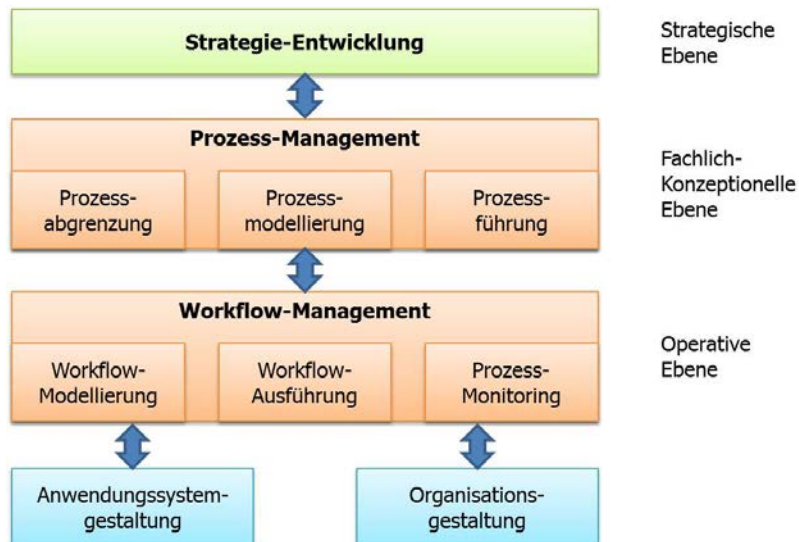 Strategie-Entwicklung
Strategische
Ebene
Prozess-Management
Prozess-
abgrenzung
Prozess-
modellierung
Prozess-
führung
Fachlich-
Konzeptionelle
Ebene
Workflow-Management
Workflow-
Modellierung
Workflow-
Ausführung
Prozess-
Monitoring
Operative
Ebene
Anwendungssystem-
gestaltung
Organisations-
gestaltung